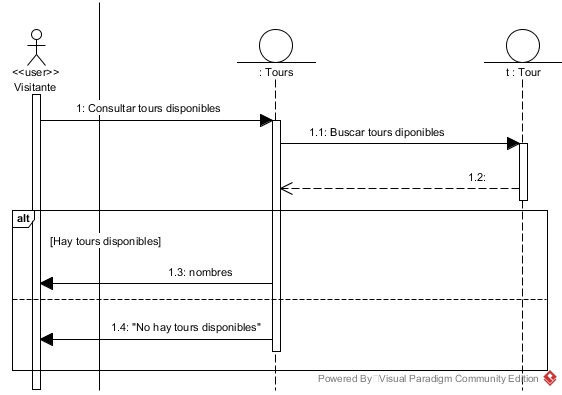 <<user>>
Visitante
: Tours
t : Tour
1: Consultar tours disponibles
1.1: Buscar tours diponibles
1.2:
alt
[Hay tours disponibles]
1.3: nombres
1.4: "No hay tours disponibles"
Powered By Visual Paradigm Community Edition